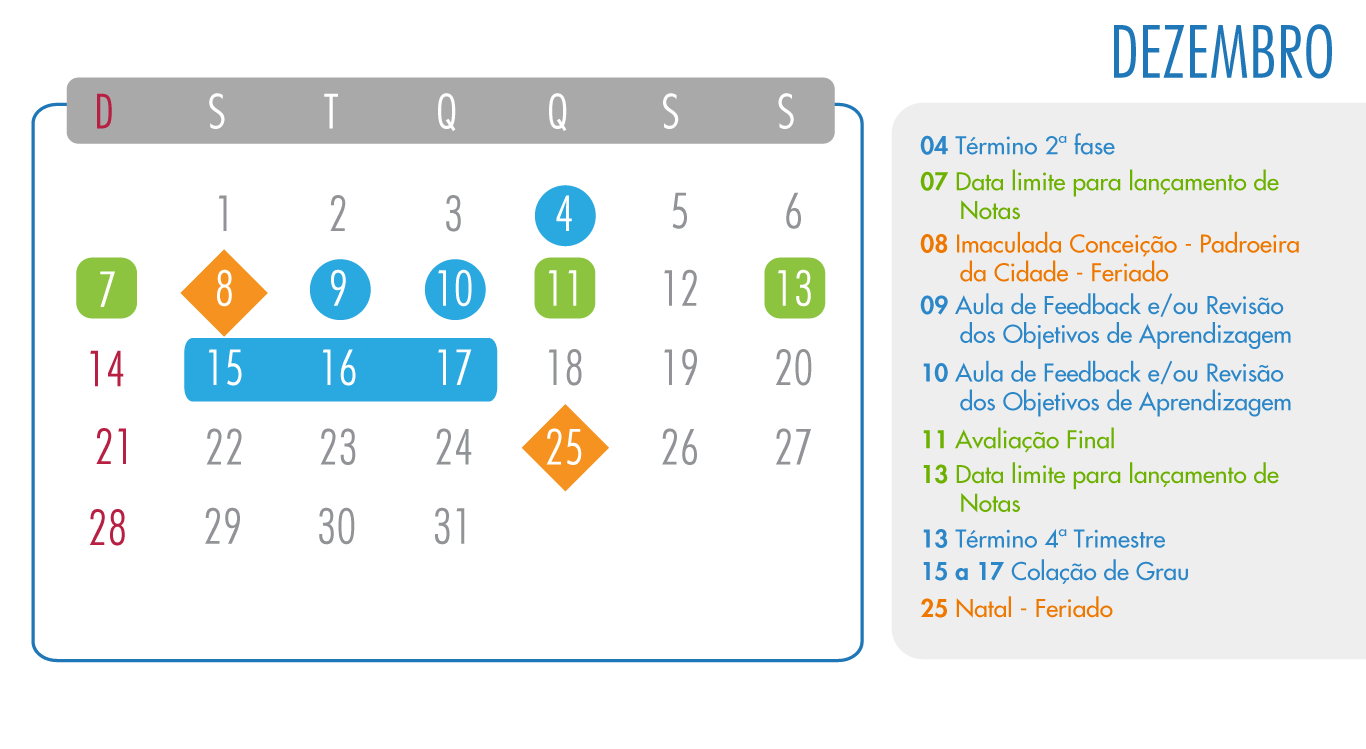 DEZEMBRO
D S T Q Q S S
1 2 3 4 5 6
7 8 9 10 11 12 13
14 15 16 17 18 19 20
21 22 23 24 25 26 27
28 29 30 31
04 Término 2ª fase
07 Data limite para lançamento de
Notas
08 Imaculada Conceição - Padroeira
da Cidade - Feriado
09 Aula de Feedback e/ou Revisão
dos Objetivos de Aprendizagem
10 Aula de Feedback e/ou Revisão
dos Objetivos de Aprendizagem
11 Avaliação Final
13 Data limite para lançamento de
Notas
13 Término 4ª Trimestre
15 a 17 Colação de Grau
25 Natal - Feriado